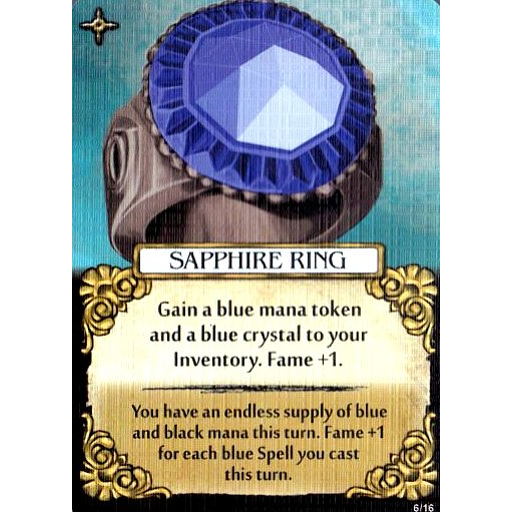 SAPPHIRE RING
Gain a blue mana token
and a blue crystal to your
Inventory. Fame +1.
You have an endless supply of blue
and black mana this turn. Fame +1
for each blue Spell you cast
this turn.
6/16